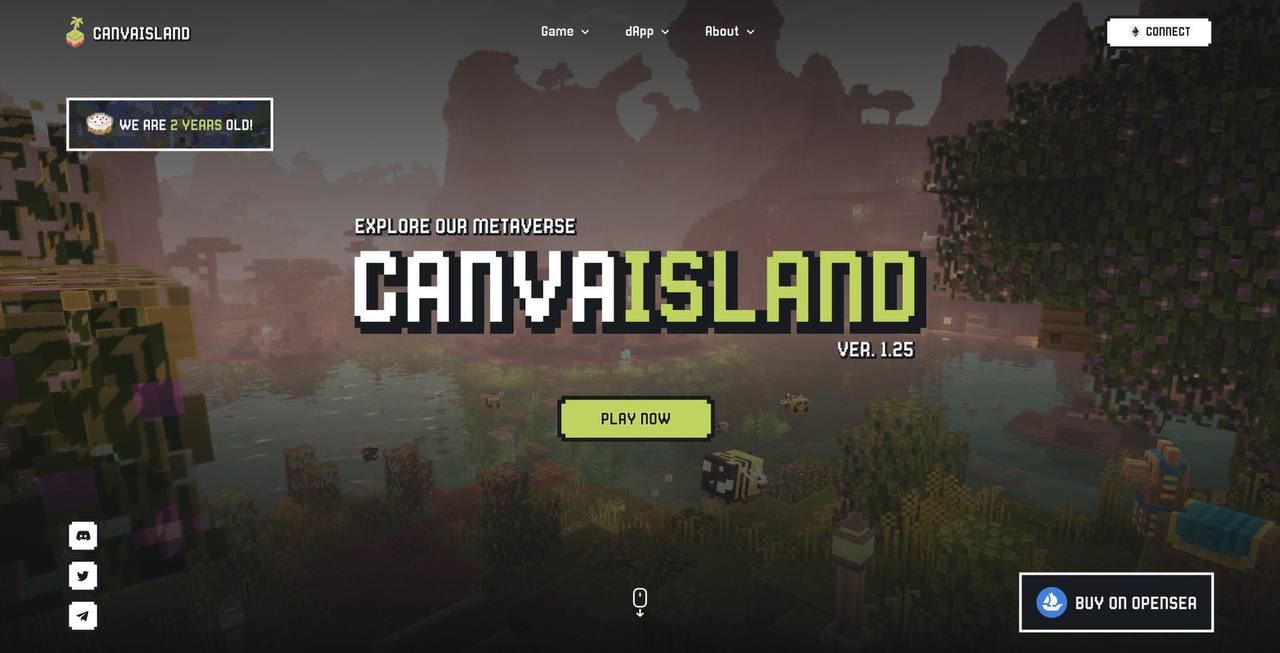 CANVAISLAND
Game
dApp
About
CONNECT
WE ARE 2 YEARS OLD!
EXPLORE OUR METAVERSE
CANVAISLAND
VER. 1.25
PLAY NOW
BUY ON OPENSEA